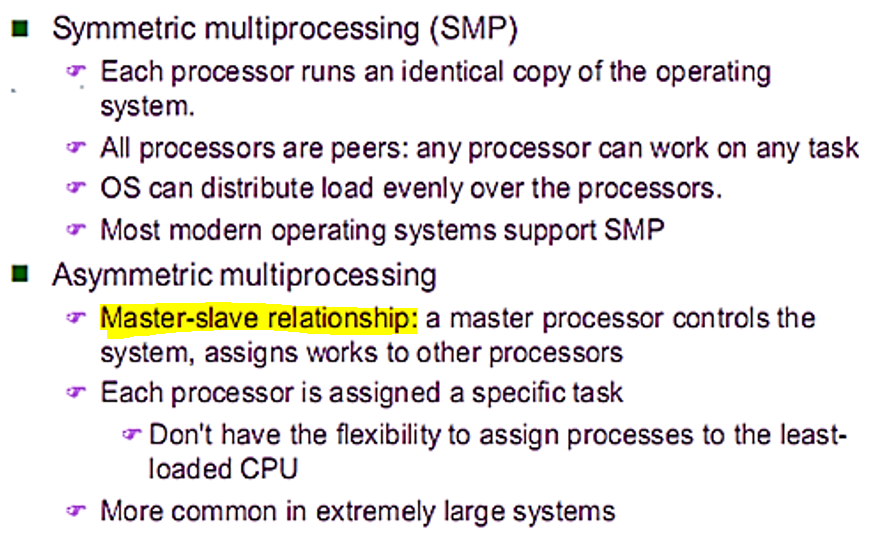 Symmetric multiprocessing (SMP)
Each processor runs an identical copy of the operating
system.
All processors are peers: any processor can work on any task
OS can distribute load evenly over the processors.
Most modern operating systems support SMP
Asymmetric multiprocessing
Master-slave relationship: a master processor controls the
system, assigns works to other processors
Each processor is assigned a specific task
Don't have the flexibility to assign processes to the least-
loaded CPU
More common in extremely large systems